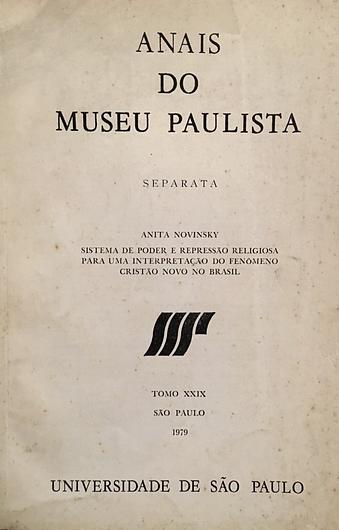 ANAIS
DO
MUSEU PAULISTA
SEPARATA
ANITA NOVINSKY
SISTEMA DE PODER E REPRESSÃO RELIGIOSA
PARA UMA INTERPRETAÇÃO DO FENÔMENO
CRISTÃO NOVO NO BRASIL
TOMO XXIX
SÃO PAULO
1979
UNIVERSIDADE DE SÃO PAULO